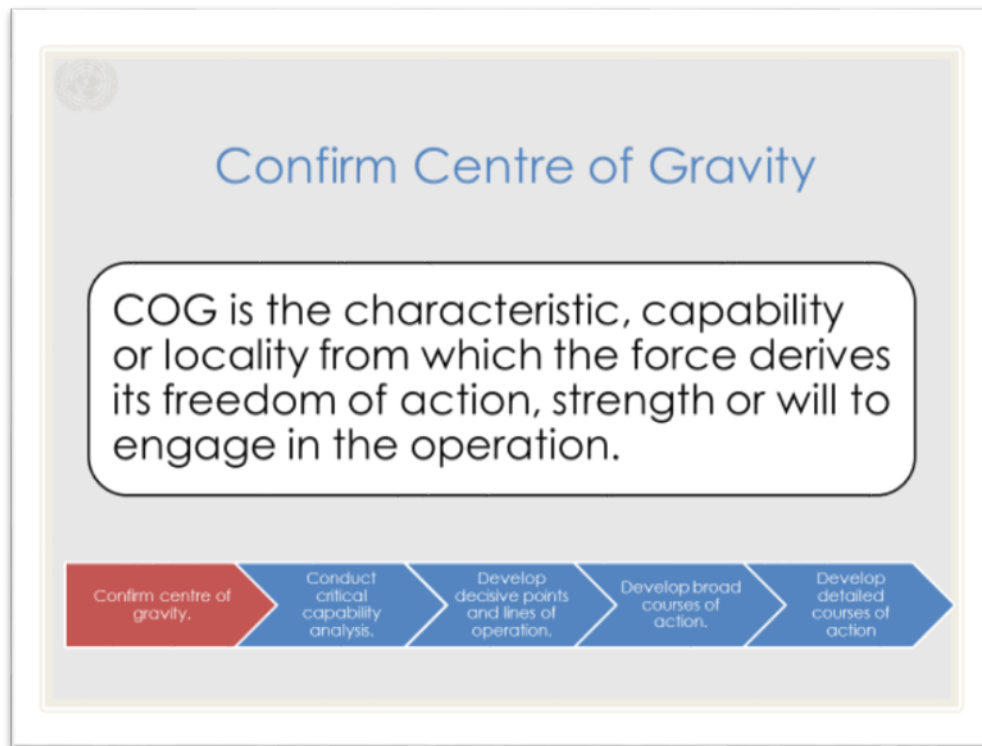 Confirm Centre of Gravity
COG is the characteristic, capability
or locality from which the force derives
its freedom of action, strength or will to
engage in the operation.
Confirm centre of
gravity.
Conduct
critical
capability
analysis.
Develop
decisive points
and lines of
operation.
Develop broad
courses of
action.
Develop
detailed
courses of
action